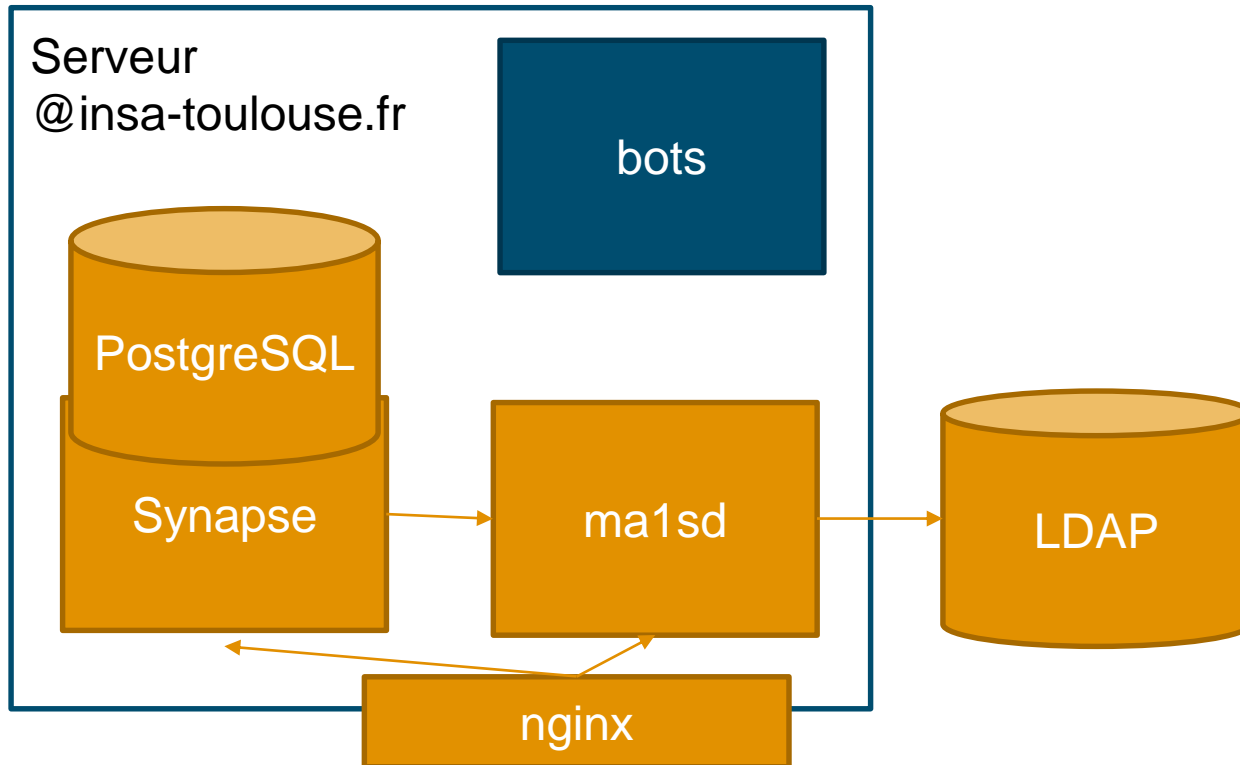 Serveur
@insa-toulouse.fr
bots
PostgreSQL
Synapse
ma1sd
LDAP
nginx